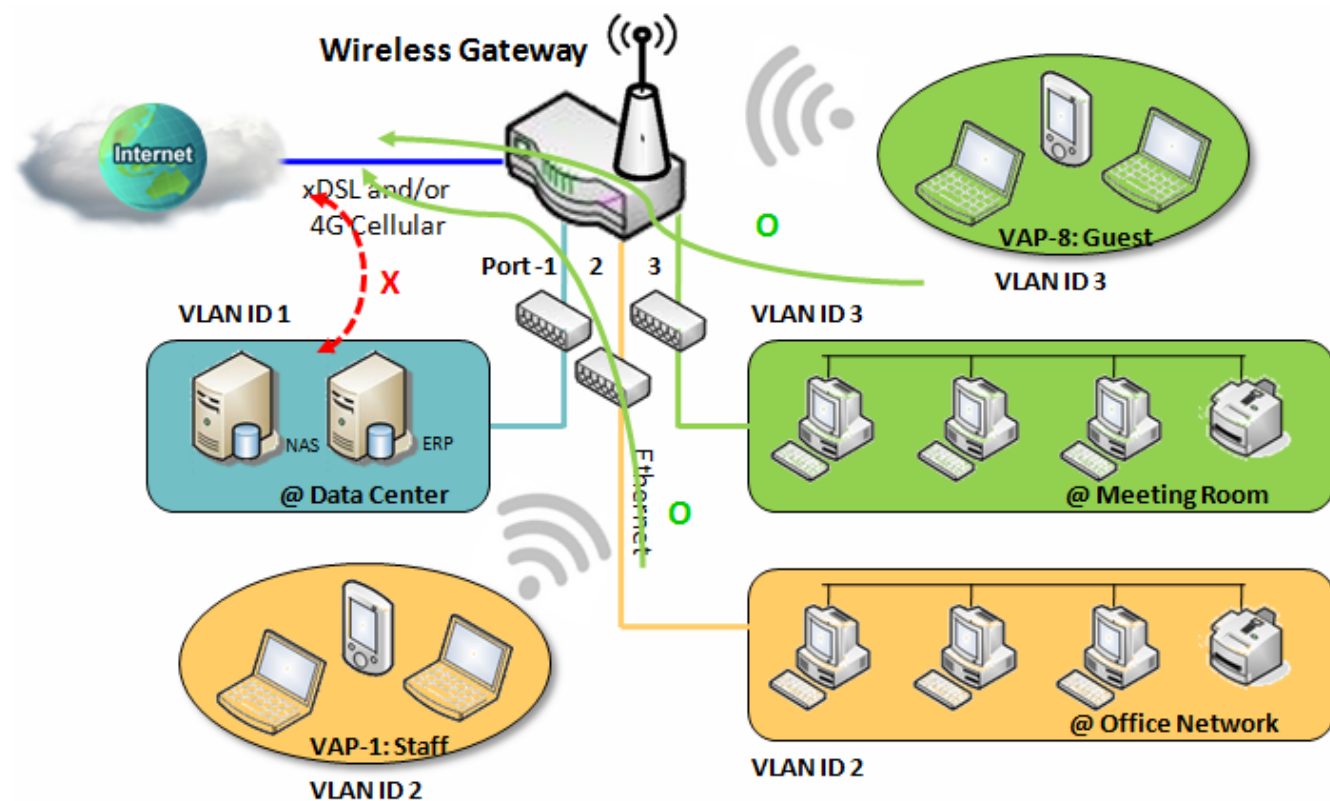 Wireless Gateway
Internet
xDSL and/or
4G Cellular
X
O
VAP-8: Guest
VLAN ID 3
Port -1
2
3
VLAN ID 1
VLAN ID 3
NAS
ERP
@ Data Center
Ethernet
O
@ Meeting Room
VAP-1: Staff
VLAN ID 2
@ Office Network
VLAN ID 2